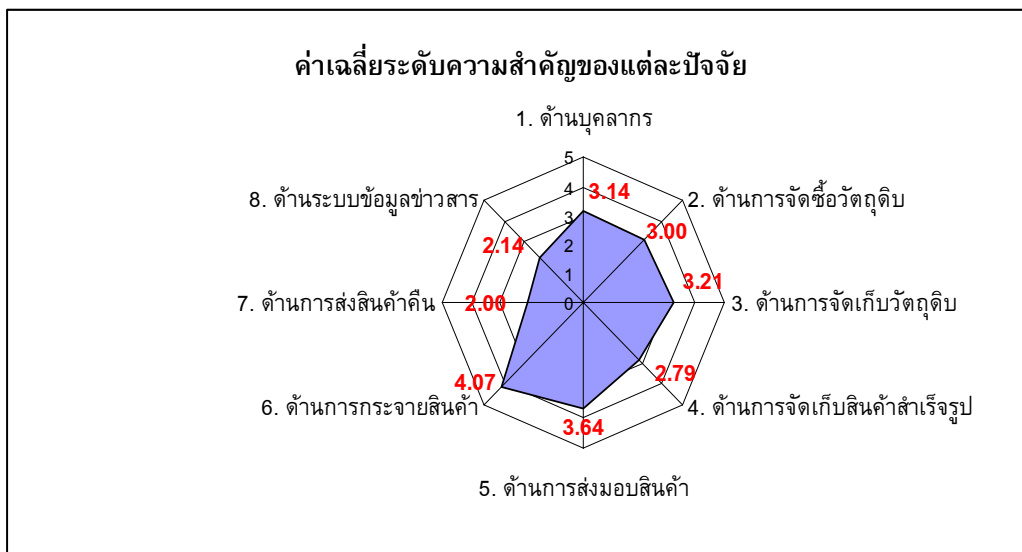 ค่าเฉลี่ยระดับความสำคัญของแต่ละปัจจัย
1. ด้านบุคลากร
5
4
3.14
8. ด้านระบบข้อมูลข่าวสาร
2. ด้านการจัดซื้อวัตถุดิบ
3
3.00
2.14
2
1
3.21
7. ด้านการส่งสินค้าคืน
2.00
0
3. ด้านการจัดเก็บวัตถุดิบ
4.07
2.79
6. ด้านการกระจายสินค้า
4. ด้านการจัดเก็บสินค้าสำเร็จรูป
3.64
5. ด้านการส่งมอบสินค้า